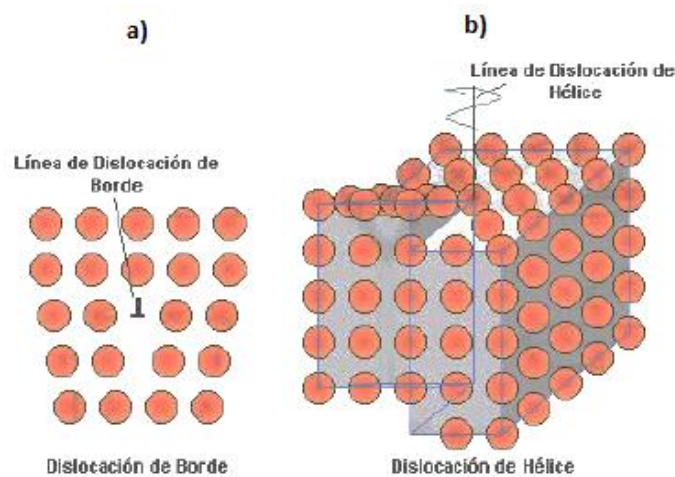 a)
b)
Línea de Dislocación de
Hélice
Línea de Dislocación de
Borde
Dislocación de Borde
Dislocación de Hélice